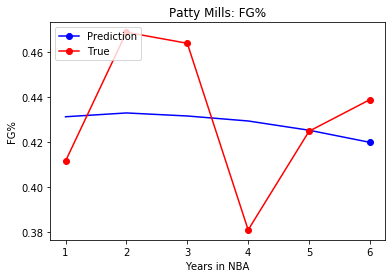 Patty Mills: FG%
Prediction
True
0.46
0.44
0.42
0.40
0.38
FG%
1 2 3 4 5 6
Years in NBA